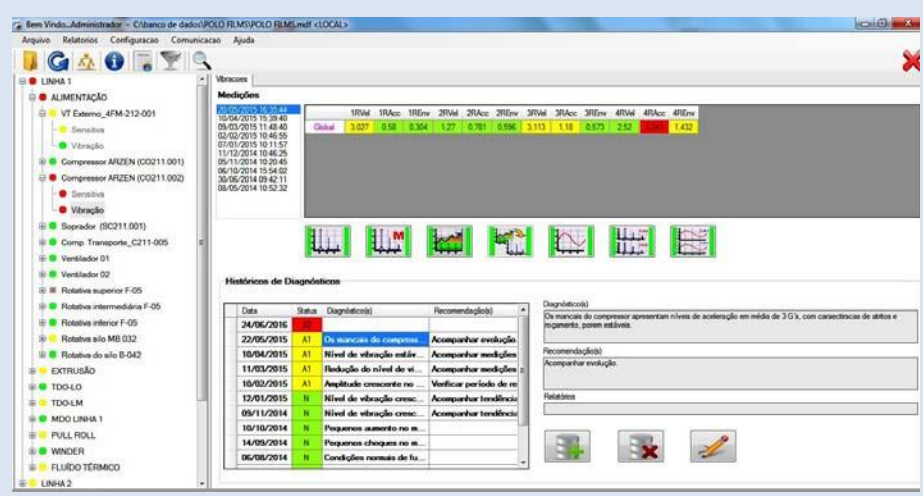 Bem Vindo..Administrador - C:\banco de dados\POLO FILMS\POLO FILMS.mdf <LOCAL>
Arquivo Relatorios Configuracao Comunicacao Ajuda
LINHA 1
ALIMENTAÇÃO
VT Externo_4FM-212-001
Sensitiva
Vibração
Compressor ARZEN (CO211.001)
Compressor ARZEN (CO211.002)
Sensitiva
Vibração
Soprador (SC211.001)
Comp. Transporte_C211-005
Ventilador 01
Ventilador 02
Rotativa superior F-05
Rotativa intermediária F-05
Rotativa inferior F-05
Rotativa silo MB 032
Rotativa do silo B-042
EXTRUSÃO
TDO-LO
TDO-LM
MDO LINHA 1
PULL ROLL
WINDER
FLUÍDO TÉRMICO
LINHA 2
Vibracoes
Medições
20/05/2015 16:35:44
10/04/2015 15:39:40
09/03/2015 11:48:40
02/02/2015 10:46:55
07/01/2015 10:11:57
11/12/2014 10:46:25
05/11/2014 10:20:45
06/10/2014 15:54:02
30/06/2014 09:42:11
08/05/2014 10:52:32
1RVel 1RAcc 1REnv 2RVel 2RAcc 2REnv 3RVel 3RAcc 3REnv 4RVel 4RAcc 4REnv
Global 3.027 0.58 0.304 1.27 0.781 0.596 3.113 1.18 0.573 2.52 1.432
M
Históricos de Diagnósticos
Data Status Diagnóstico(s) Recomendação(s)
24/06/2016 A2
22/05/2015 A1 Os mancais do compress... Acompanhar evolução
10/04/2015 A1 Nível de vibração estáv... Acompanhar medições
11/03/2015 A1 Redução do nível de vi... Acompanhar medições
10/02/2015 A1 Amplitude crescente no ... Verificar período de re
12/01/2015 N Nível de vibração cresc... Acompanhar tendência
09/11/2014 N Nível de vibração cresc... Acompanhar tendência
10/10/2014 N Pequenos aumento no m...
14/09/2014 N Pequenos choques no m...
06/08/2014 N Condições normais de fu...
Diagnóstico(s)
Os mancais do compressor apresentam níveis de aceleração em média de 3 G's, com caraectirscas de atritos e
roçamento, porem estáveis.
Recomendação(s)
Acompanhar evolução.
Relatórios